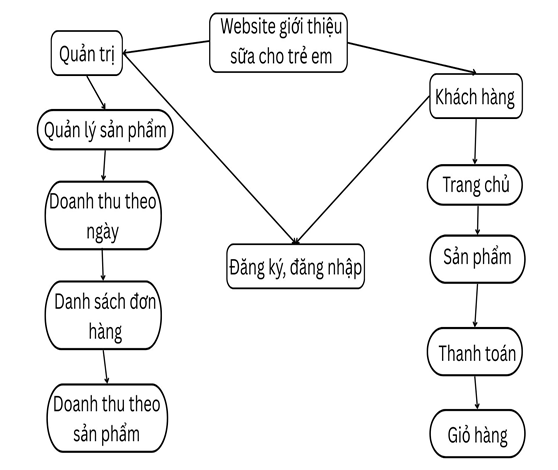 Website giới thiệu
sữa cho trẻ em
Quản trị
Khách hàng
Quản lý sản phẩm
Trang chủ
Doanh thu theo
ngày
Sản phẩm
Đăng ký, đăng nhập
Danh sách đơn
hàng
Thanh toán
Doanh thu theo
sản phẩm
Giỏ hàng